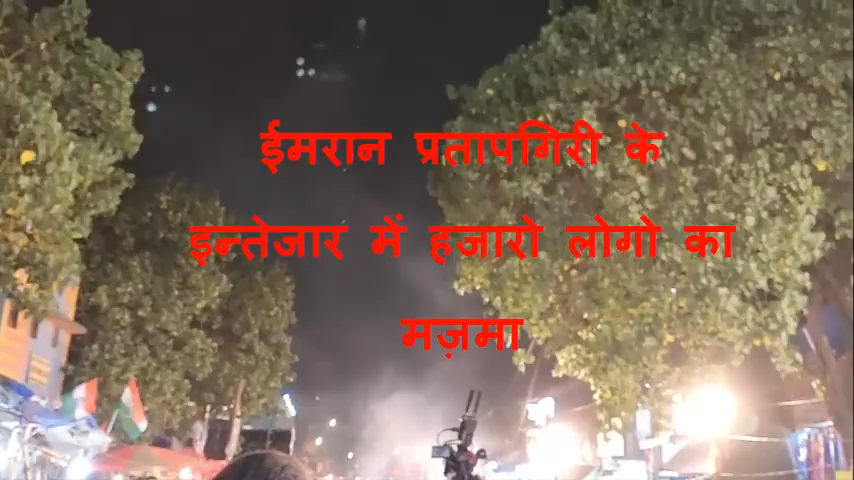 ईमरान प्रतापगिरी के
इन्तेजार में हजारो लोगो का
मज़मा